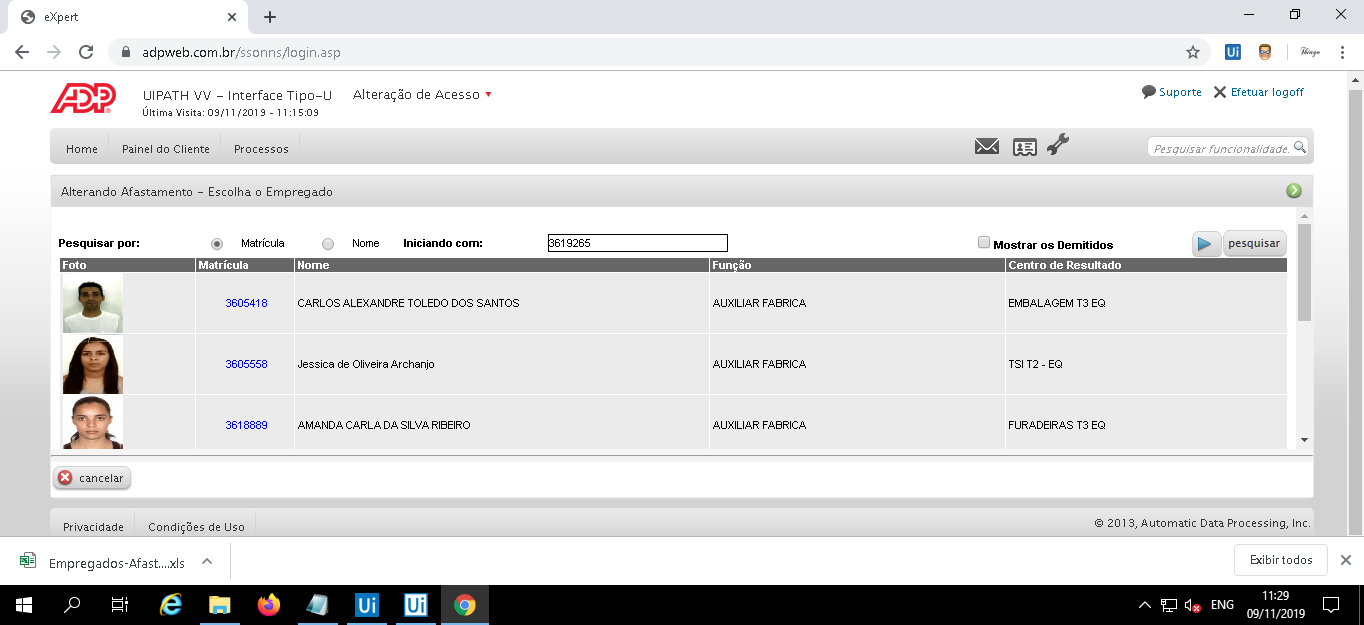 eXpert
adpweb.com.br/ssonns/login.asp
Ui
Thiago
ADP
UIPATH VV - Interface Tipo-U
Alteração de Acesso
Última Visita: 09/11/2019 - 11:15:09
Suporte
Efetuar logoff
Home
Painel do Cliente
Processos
Pesquisar funcionalidade.
Alterando Afastamento - Escolha o Empregado
Pesquisar por: Matrícula Nome Iniciando com: 3619265 Mostrar os Demitidos pesquisar
Foto Matrícula Nome Função Centro de Resultado
3605418 CARLOS ALEXANDRE TOLEDO DOS SANTOS AUXILIAR FABRICA EMBALAGEM T3 EQ
3605558 Jessica de Oliveira Archanjo AUXILIAR FABRICA TSI T2 - EQ
3618889 AMANDA CARLA DA SILVA RIBEIRO AUXILIAR FABRICA FURADEIRAS T3 EQ
cancelar
Privacidade
Condições de Uso
© 2013, Automatic Data Processing, Inc.
Empregados-Afast....xls
Exibir todos
Ui
Ui
ENG
11:29
09/11/2019